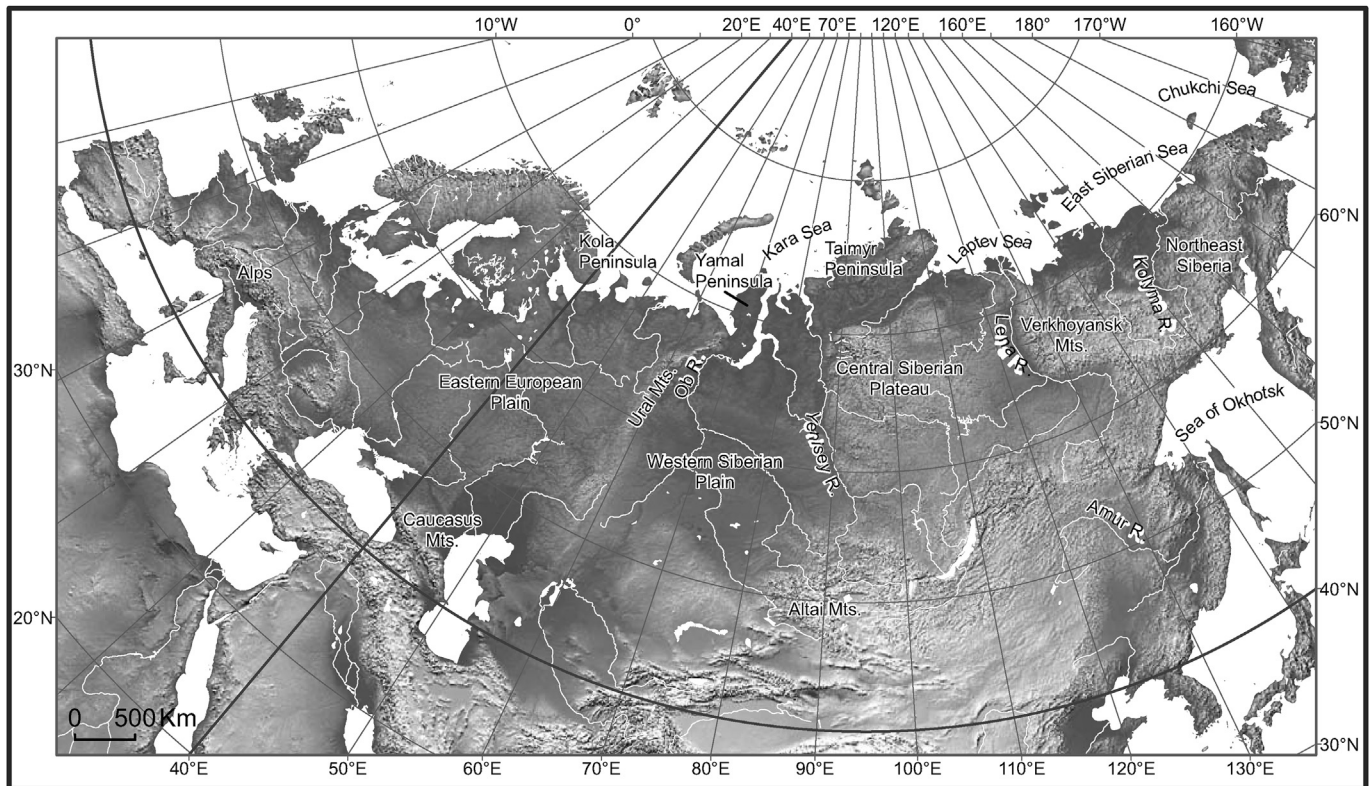 10°W 0° 20°E 40°E 70°E 120°E 160°E 180° 170°W 160°W
Chukchi Sea
East Siberian Sea
60°N
Kara Sea
Laptev Sea
Kola
Peninsula
Yamal
Peninsula
Taimyr
Peninsula
Northeast
Siberia
Alps
Kolyma R.
Lena R.
Verkhoyansk
Mts.
30°N
Eastern European
Plain
Ural Mts.
Ob R.
Central Siberian
Plateau
Sea of Okhotsk
50°N
Yenisey R.
Western Siberian
Plain
Caucasus
Mts.
Amur R.
Altai Mts.
40°N
20°N
0 500 Km
30°N
40°E 50°E 60°E 70°E 80°E 90°E 100°E 110°E 120°E 130°E